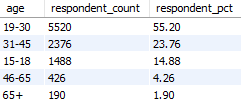 age respondent_count respondent_pct
19-30 5520 55.20
31-45 2376 23.76
15-18 1488 14.88
46-65 426 4.26
65+ 190 1.90